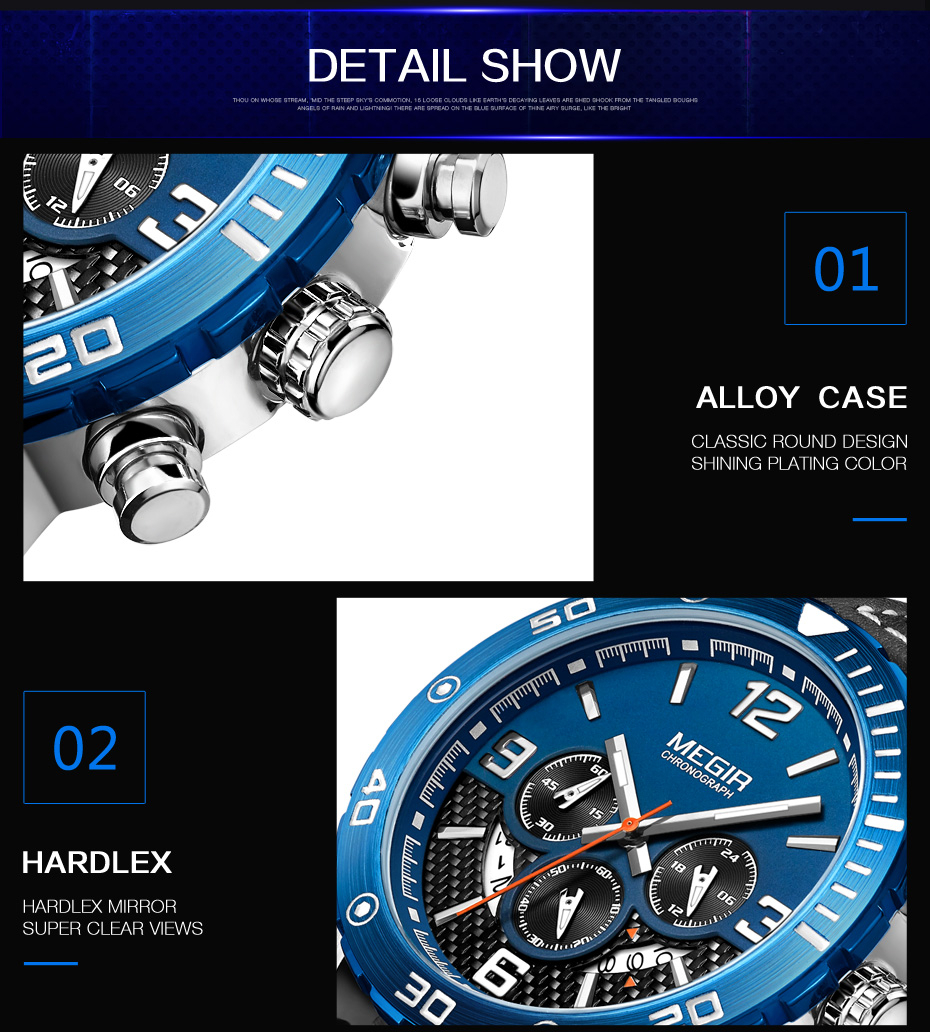 DETAIL SHOW
THOU ON WHOSE STREAM, 'MID THE STEEP SKY'S COMMOTION, 15 LOOSE CLOUDS LIKE EARTH'S DECAYING LEAVES ARE SHED SHOOK FROM THE TANGLED BOUGHS
ANGELS OF RAIN AND LIGHTNING! THERE ARE SPREAD ON THE BLUE SURFACE OF THINE AIRY SURGE, LIKE THE BRIGHT
12
06
3
20
01
ALLOY CASE
CLASSIC ROUND DESIGN
SHINING PLATING COLOR
02
HARDLEX
HARDLEX MIRROR
SUPER CLEAR VIEWS
50
12
MEGIR
CHRONOGRAPH
9
60
45
15
30
40
24
18
06
12
50
60
40
30
20
3
6
30
20